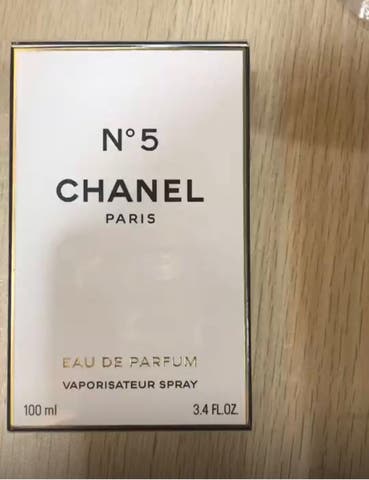 N°5
CHANEL
PARIS
EAU DE PARFUM
VAPORISATEUR SPRAY
100 ml 3.4 FL.OZ.